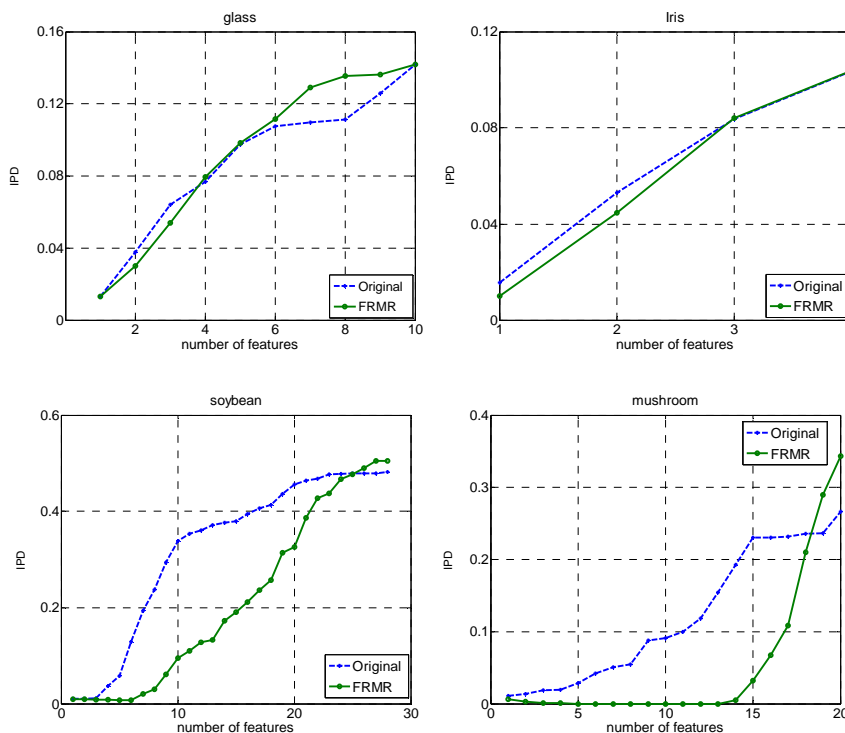 glass
0.16
0.12
0.08
0.04
0
IPD
2
4
6
8
10
number of features
Original
FRMR
Iris
0.12
0.08
0.04
0
IPD
1
2
3
number of features
Original
FRMR
soybean
0.6
0.4
0.2
0
IPD
0
10
20
30
number of features
Original
FRMR
mushroom
0.4
0.3
0.2
0.1
0
IPD
5
10
15
20
number of features
Original
FRMR